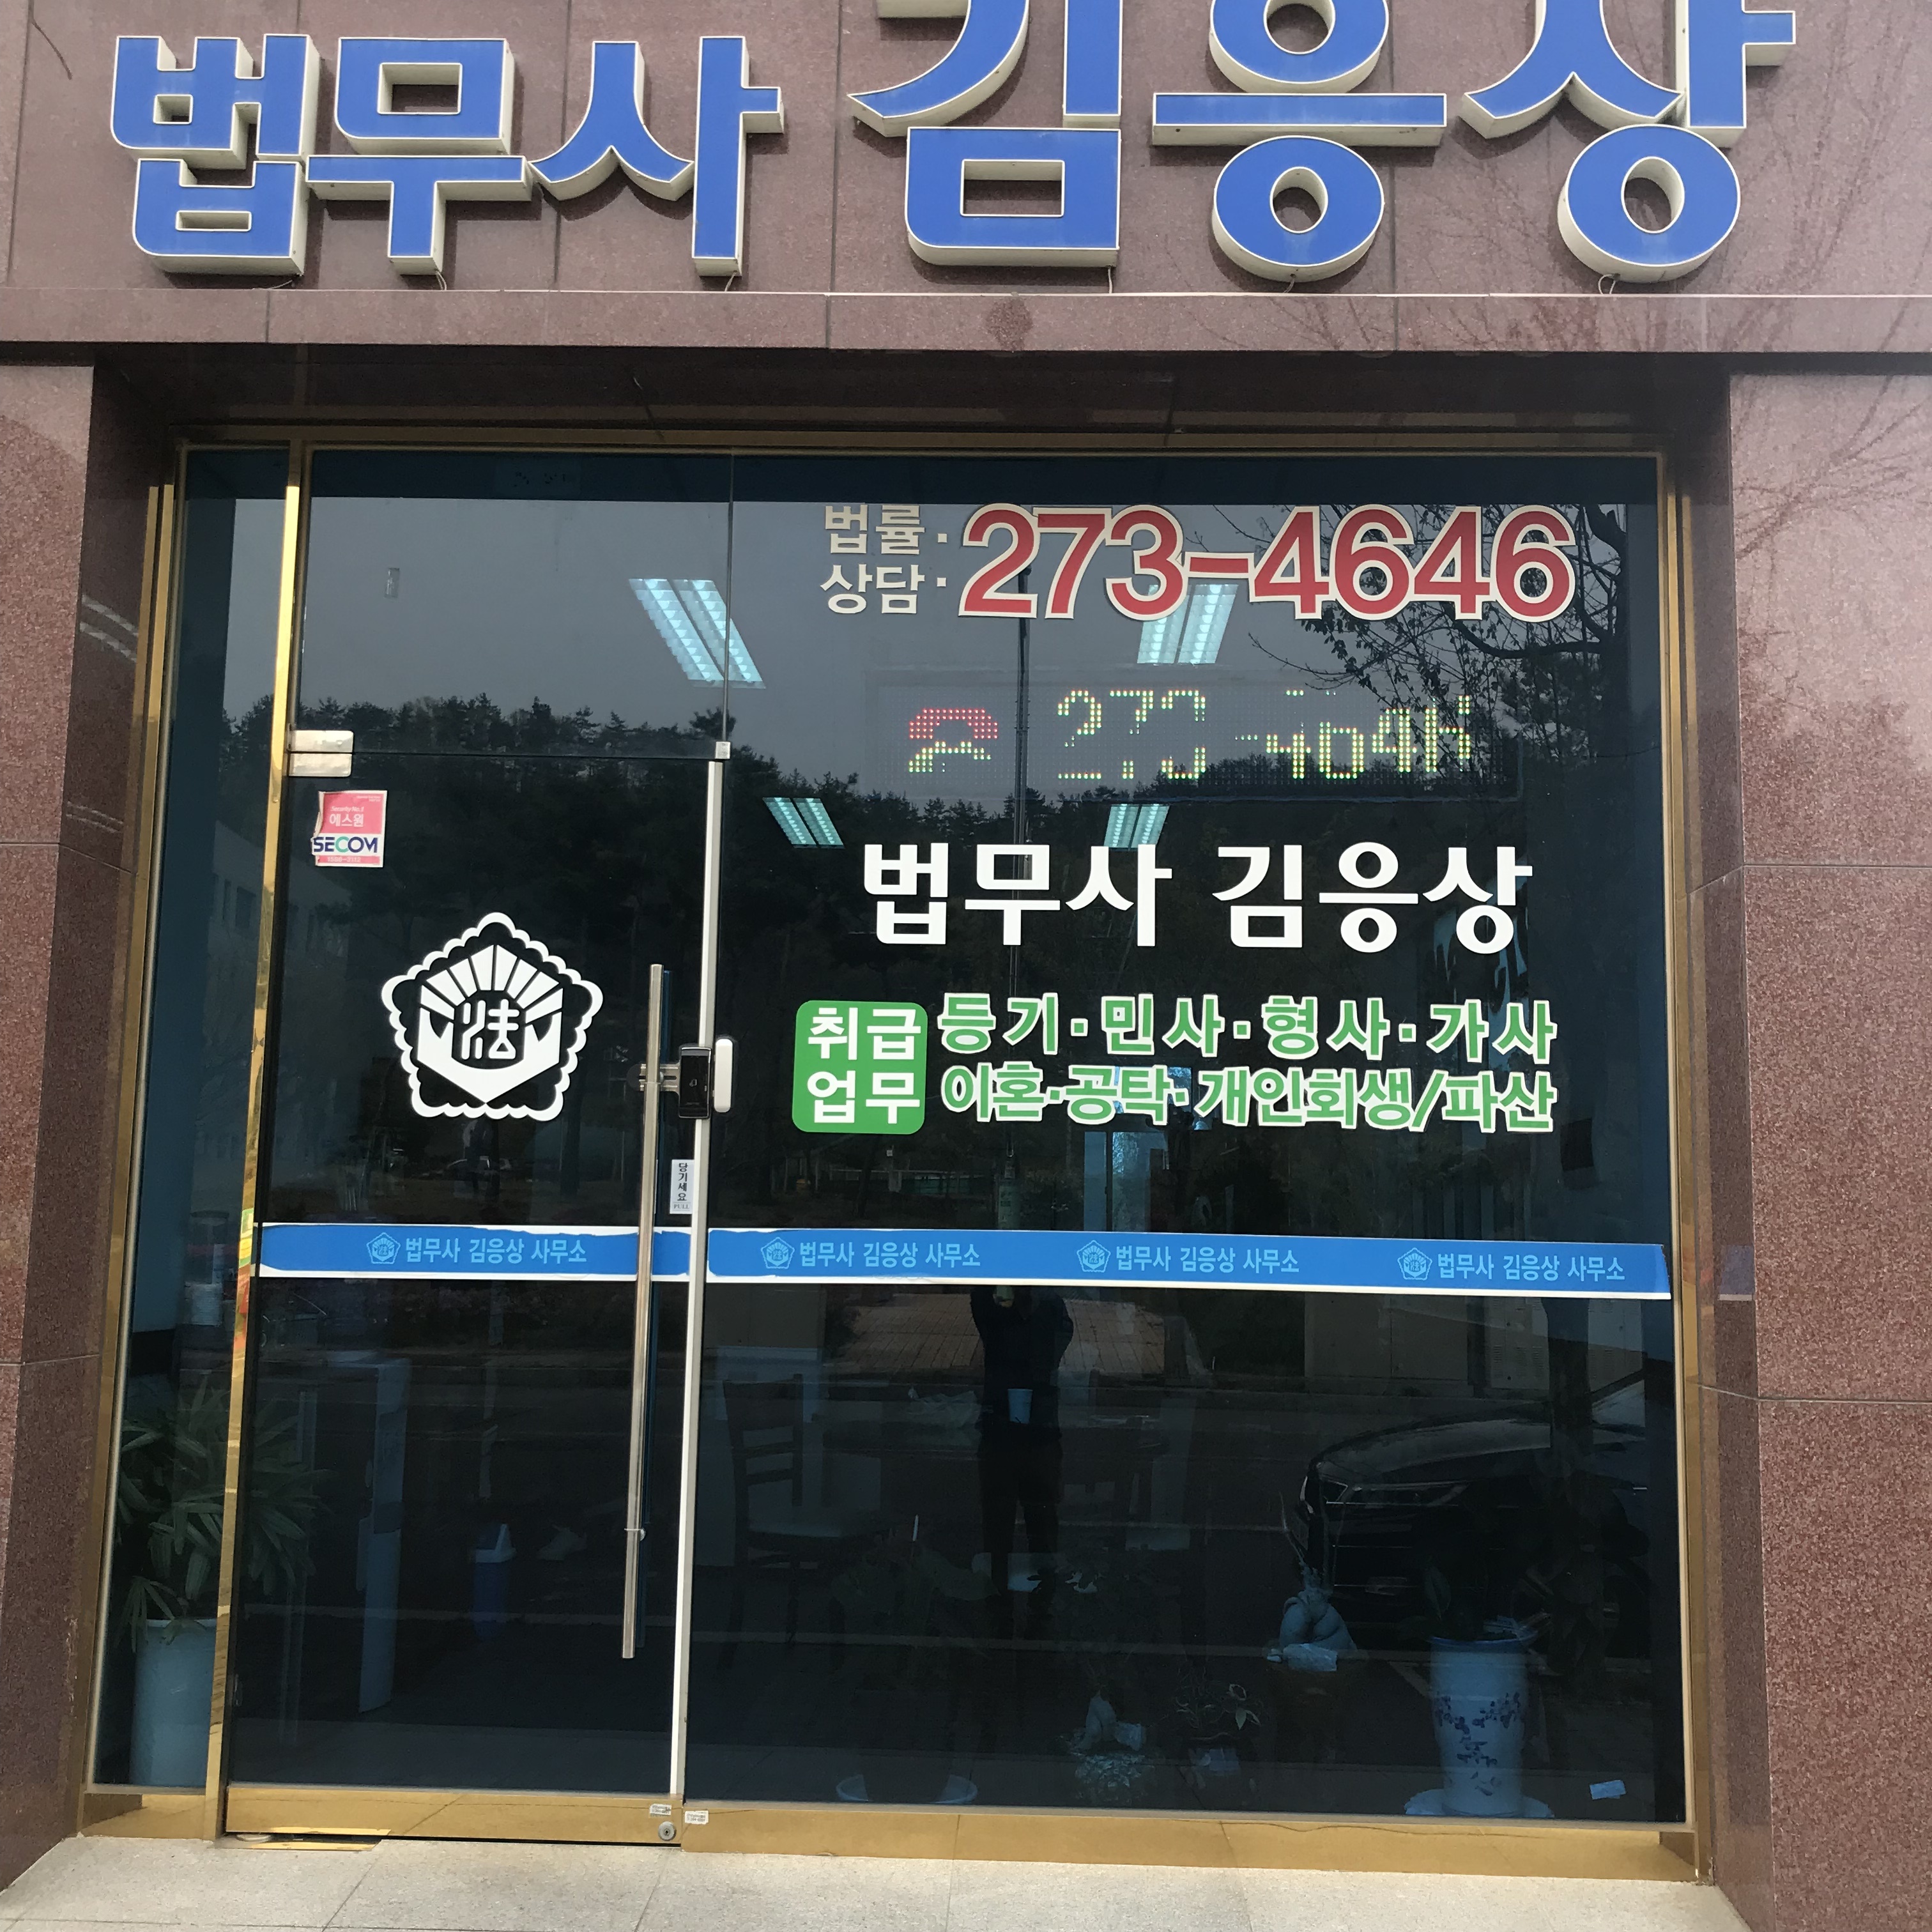 법무사 김응상
법률·
상담·
273-4646
273
법무사 김응상
취급
업무
등기·민사·형사·가사
이혼·공탁·개인회생/파산
에스원
SECOM
法
당기세요
PULL
법무사 김응상 사무소 법무사 김응상 사무소 법무사 김응상 사무소 법무사 김응상 사무소